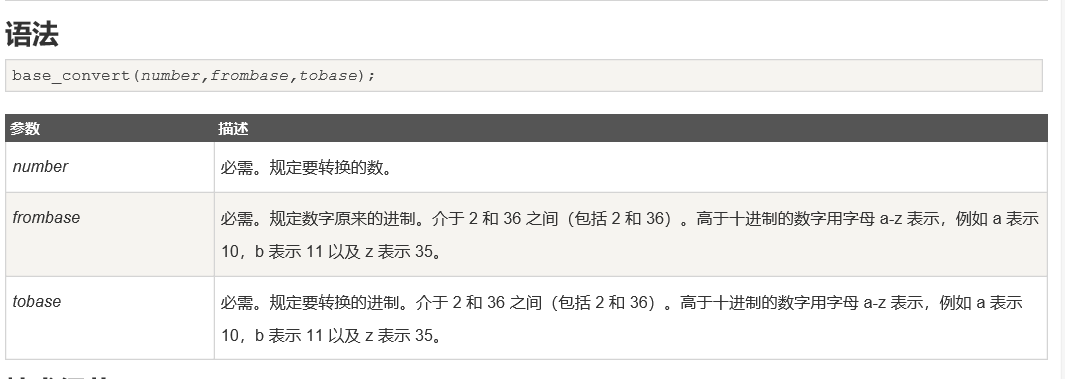 语法
base_convert(number,frombase,tobase);
参数 描述
number 必需。规定要转换的数。
frombase 必需。规定数字原来的进制。介于 2 和 36 之间（包括 2 和 36）。高于十进制的数字用字母 a-z 表示，例如 a 表示
10，b 表示 11 以及 z 表示 35。
tobase 必需。规定要转换的进制。介于 2 和 36 之间（包括 2 和 36）。高于十进制的数字用字母 a-z 表示，例如 a 表示
10，b 表示 11 以及 z 表示 35。